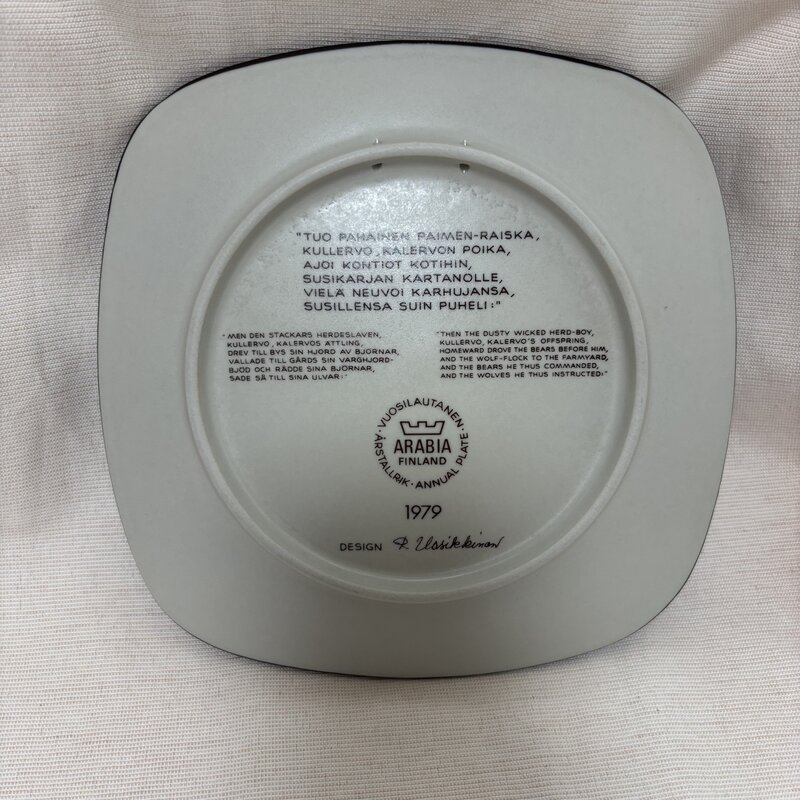 "TUO PAHAINEN PAIMEN-RAISKA,
KULLERVO, KALERVON POIKA,
AJOI KONTIOT KOTIHIN,
SUSIKARJAN KARTANOLLE,
VIELÄ NEUVOI KARHUJANSA,
SUSILLENSA SUIN PUHELI:"
"MEN DEN STACKARS HERDESLAVEN,
KULLERVO, KALERVOS ÄTTLING,
DREV TILL BYS SIN HJORD AV BJÖRNAR,
VALLADE TILL GÅRDS SIN VARGHJORD-
BJÖD OCH RÅDDE SINA BJÖRNAR,
SADE SÅ TILL SINA ULVAR:"
"THEN THE DUSTY WICKED HERD-BOY,
KULLERVO, KALERVO'S OFFSPRING,
HOMEWARD DROVE THE BEARS BEFORE HIM,
AND THE WOLF-FLOCK TO THE FARMYARD,
AND THE BEARS HE THUS COMMANDED,
AND THE WOLVES HE THUS INSTRUCTED:"
VUOSILAUTANEN · ÅRSTALLRIK · ANNUAL PLATE ·
ARABIA
FINLAND
1979
DESIGN R. Uosikkinen